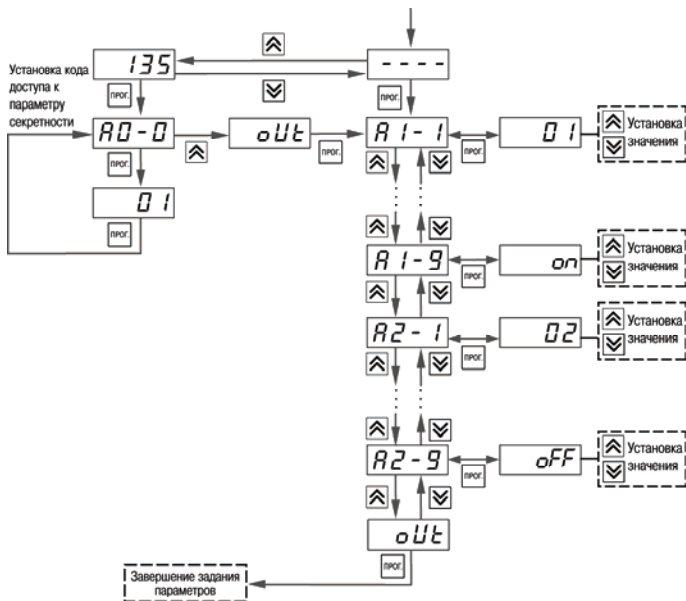 135
- - - -
Установка кода
доступа к
параметру
секретности
ПРОГ.
ПРОГ.
A0-0
oUt
ПРОГ.
A1-1
ПРОГ.
01
Установка
значения
ПРОГ.
01
ПРОГ.
A1-9
ПРОГ.
on
Установка
значения
A2-1
ПРОГ.
02
Установка
значения
A2-9
ПРОГ.
oFF
Установка
значения
oUt
ПРОГ.
Завершение задания
параметров